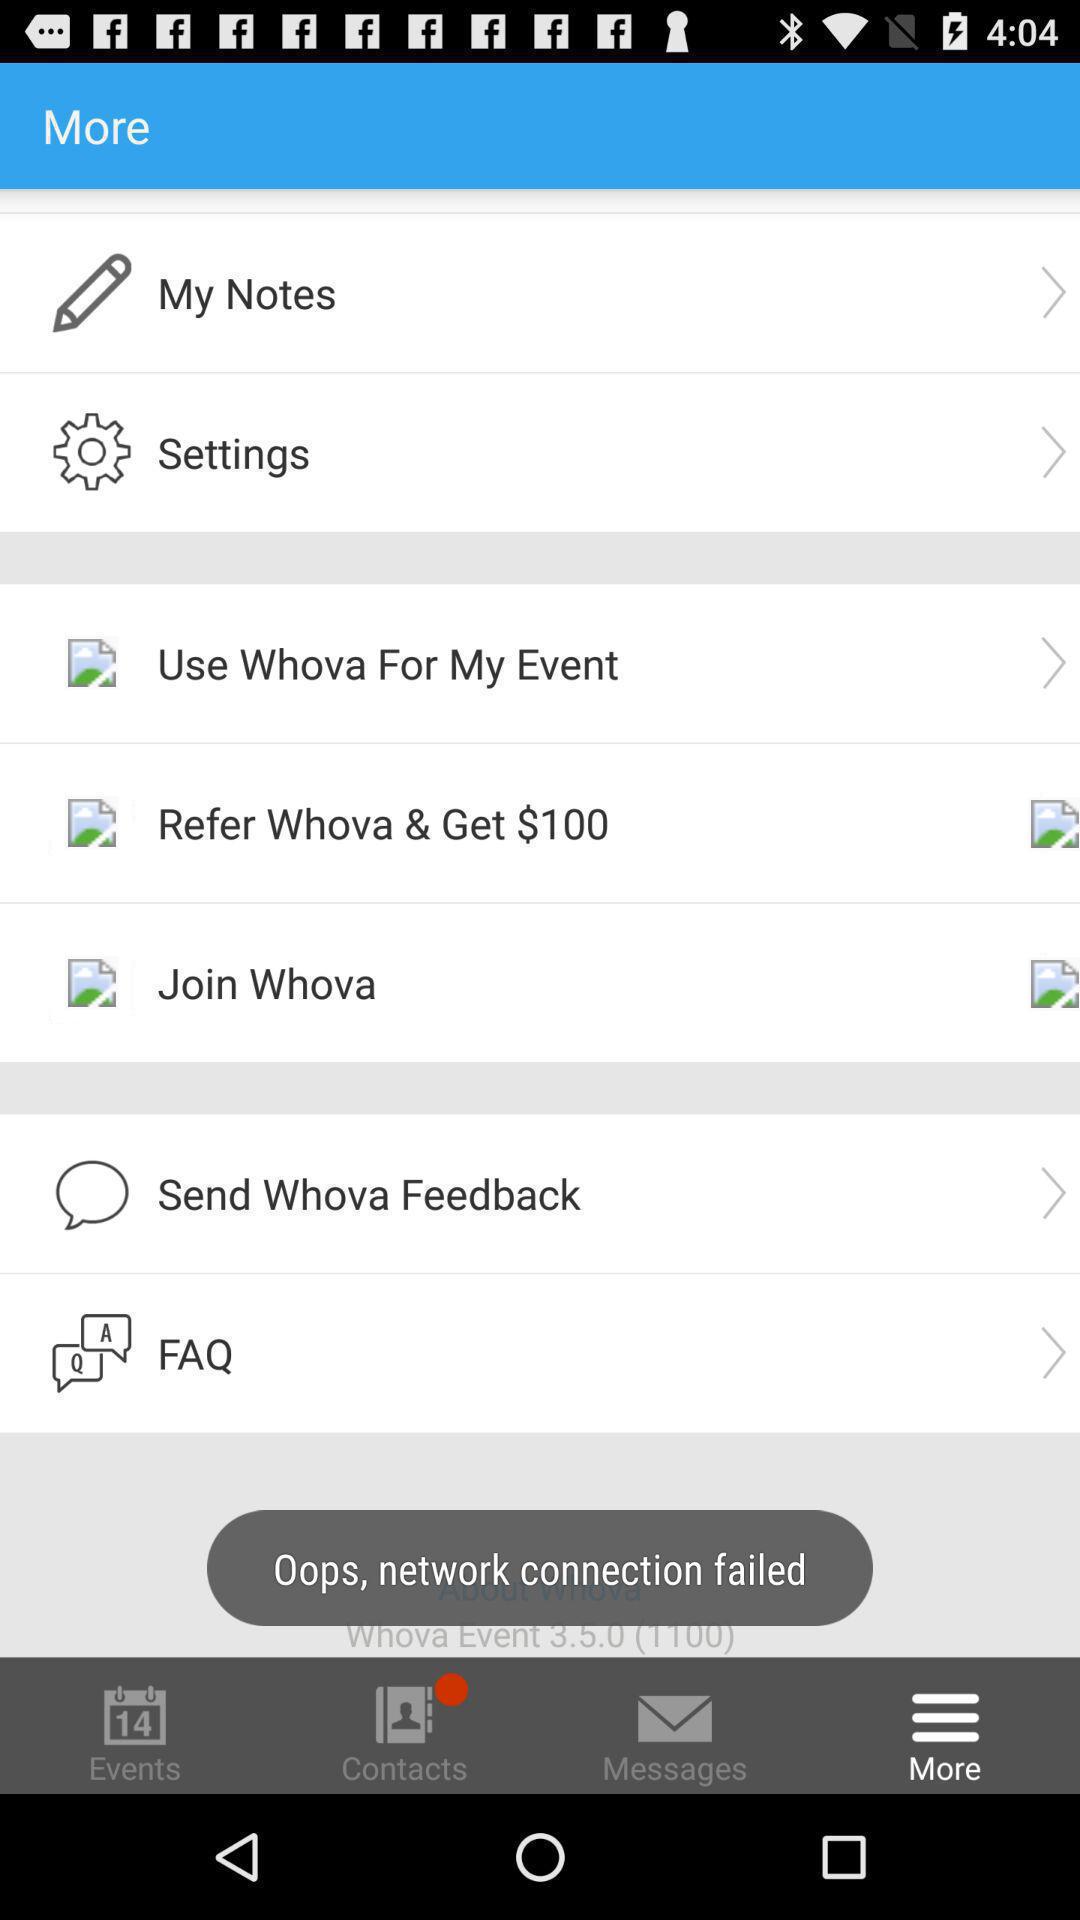 4:04
More
My Notes
Settings
Use Whova For My Event
Refer Whova & Get $100
Join Whova
Send Whova Feedback
A
Q
FAQ
Oops, network connection failed
About Whova
Whova Event 3.5.0 (1100)
14
Events
Contacts
Messages
More